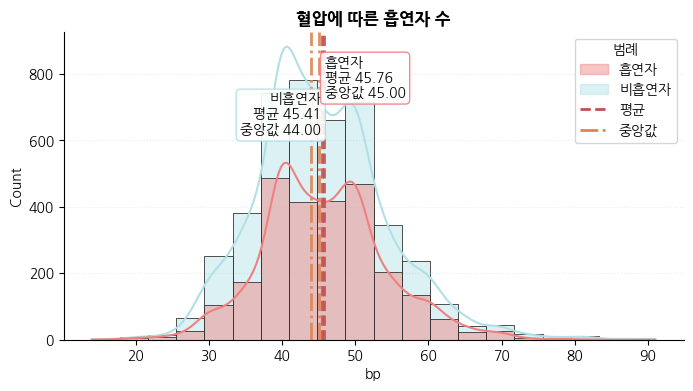 혈압에 따른 흡연자 수
범례
흡연자
비흡연자
평균
중앙값
흡연자
평균 45.76
중앙값 45.00
비흡연자
평균 45.41
중앙값 44.00
Count
800
600
400
200
0
20 30 40 50 60 70 80 90
bp